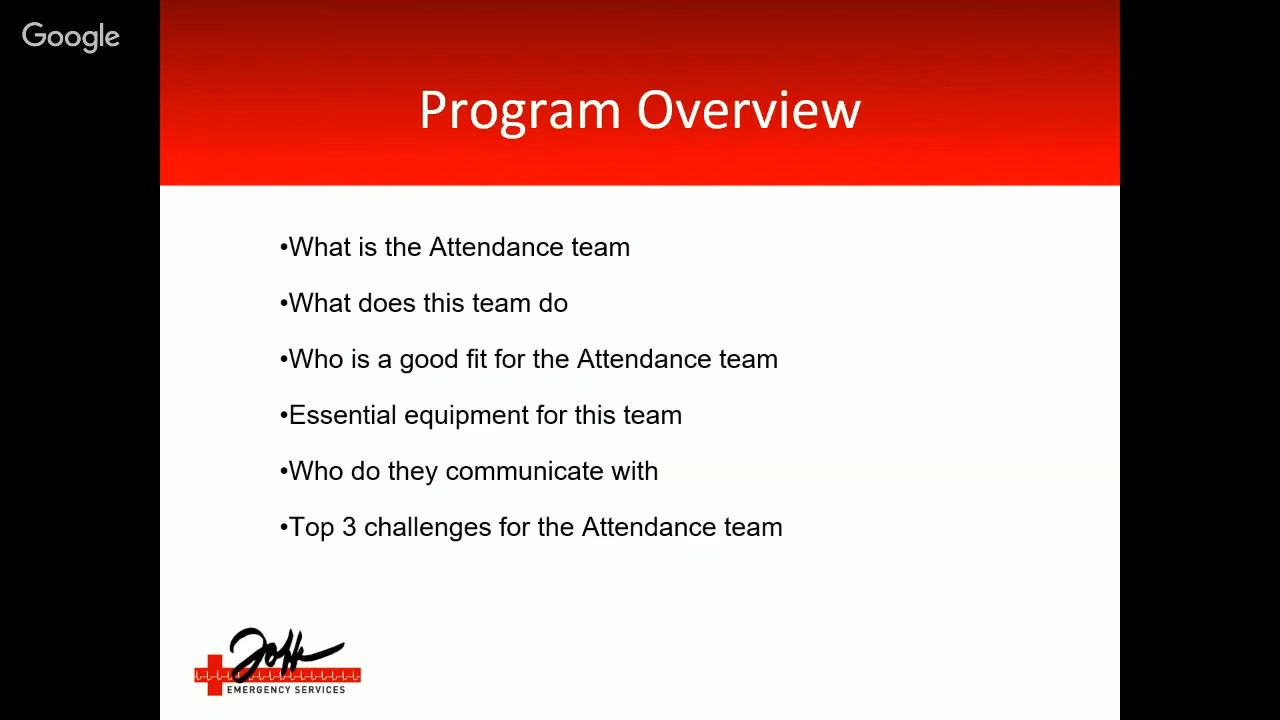 Google
Program Overview
•What is the Attendance team
•What does this team do
•Who is a good fit for the Attendance team
•Essential equipment for this team
•Who do they communicate with
•Top 3 challenges for the Attendance team
Joffe
EMERGENCY SERVICES